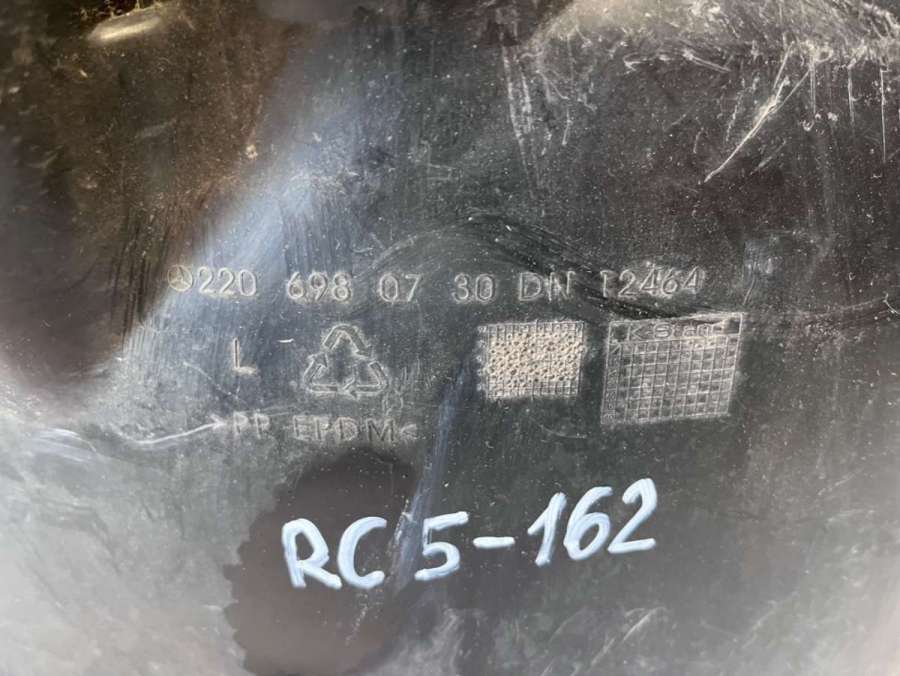 220 698 07 30 DN 12464
L
PP EPDM<
RC 5-162